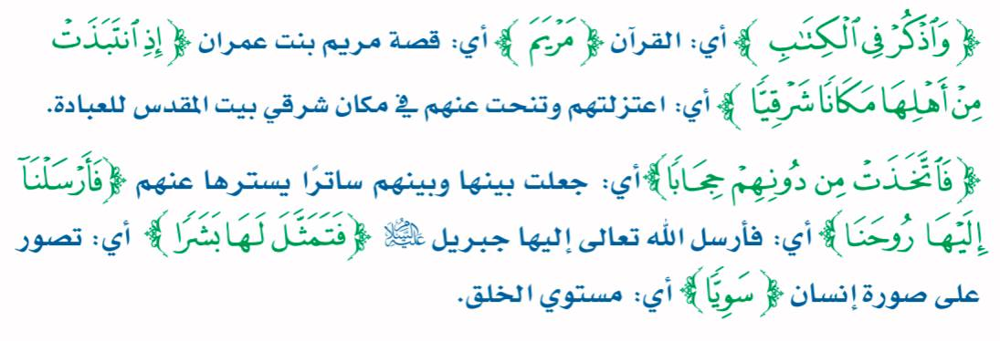 ﴿ وَٱذْكُرْ فِى ٱلْكِتَٰبِ ﴾ أي: القرآن ﴿ مَرْيَمَ ﴾ أي: قصة مريم بنت عمران ﴿ إِذِ ٱنتَبَذَتْ
مِنْ أَهْلِهَا مَكَانًا شَرْقِيًّا ﴾ أي: اعتزلتهم وتنحت عنهم في مكان شرقي بيت المقدس للعبادة.
﴿ فَٱتَّخَذَتْ مِن دُونِهِمْ حِجَابًا ﴾ أي: جعلت بينها وبينهم ساترًا يسترها عنهم ﴿ فَأَرْسَلْنَآ
إِلَيْهَا رُوحَنَا ﴾ أي: فأرسل الله تعالى إليها جبريل عليه السلام ﴿ فَتَمَثَّلَ لَهَا بَشَرًا ﴾ أي: تصور
على صورة إنسان ﴿ سَوِيًّا ﴾ أي: مستوي الخلق.